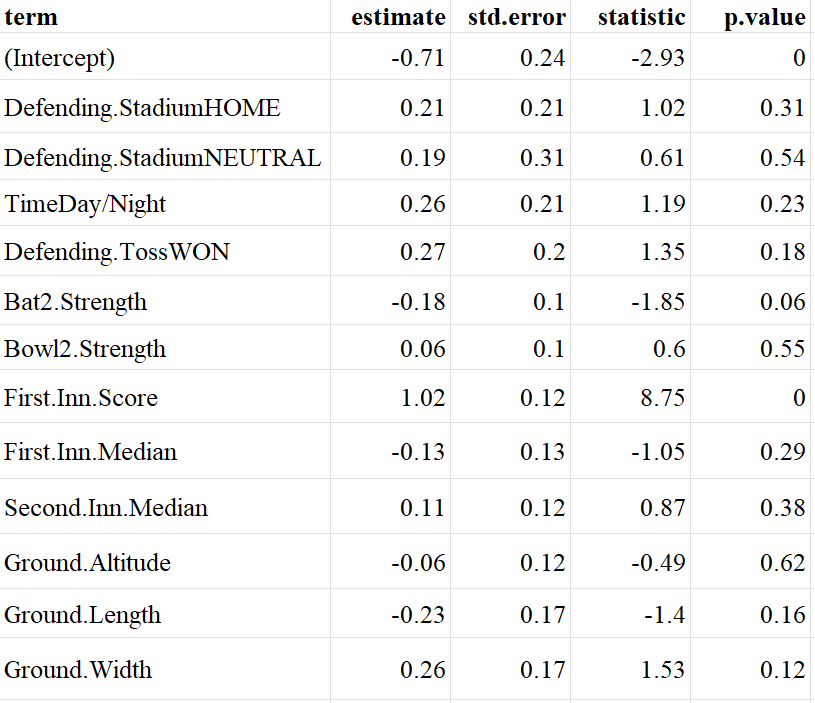 term estimate std.error statistic p.value
(Intercept) -0.71 0.24 -2.93 0
Defending.StadiumHOME 0.21 0.21 1.02 0.31
Defending.StadiumNEUTRAL 0.19 0.31 0.61 0.54
TimeDay/Night 0.26 0.21 1.19 0.23
Defending.TossWON 0.27 0.2 1.35 0.18
Bat2.Strength -0.18 0.1 -1.85 0.06
Bowl2.Strength 0.06 0.1 0.6 0.55
First.Inn.Score 1.02 0.12 8.75 0
First.Inn.Median -0.13 0.13 -1.05 0.29
Second.Inn.Median 0.11 0.12 0.87 0.38
Ground.Altitude -0.06 0.12 -0.49 0.62
Ground.Length -0.23 0.17 -1.4 0.16
Ground.Width 0.26 0.17 1.53 0.12